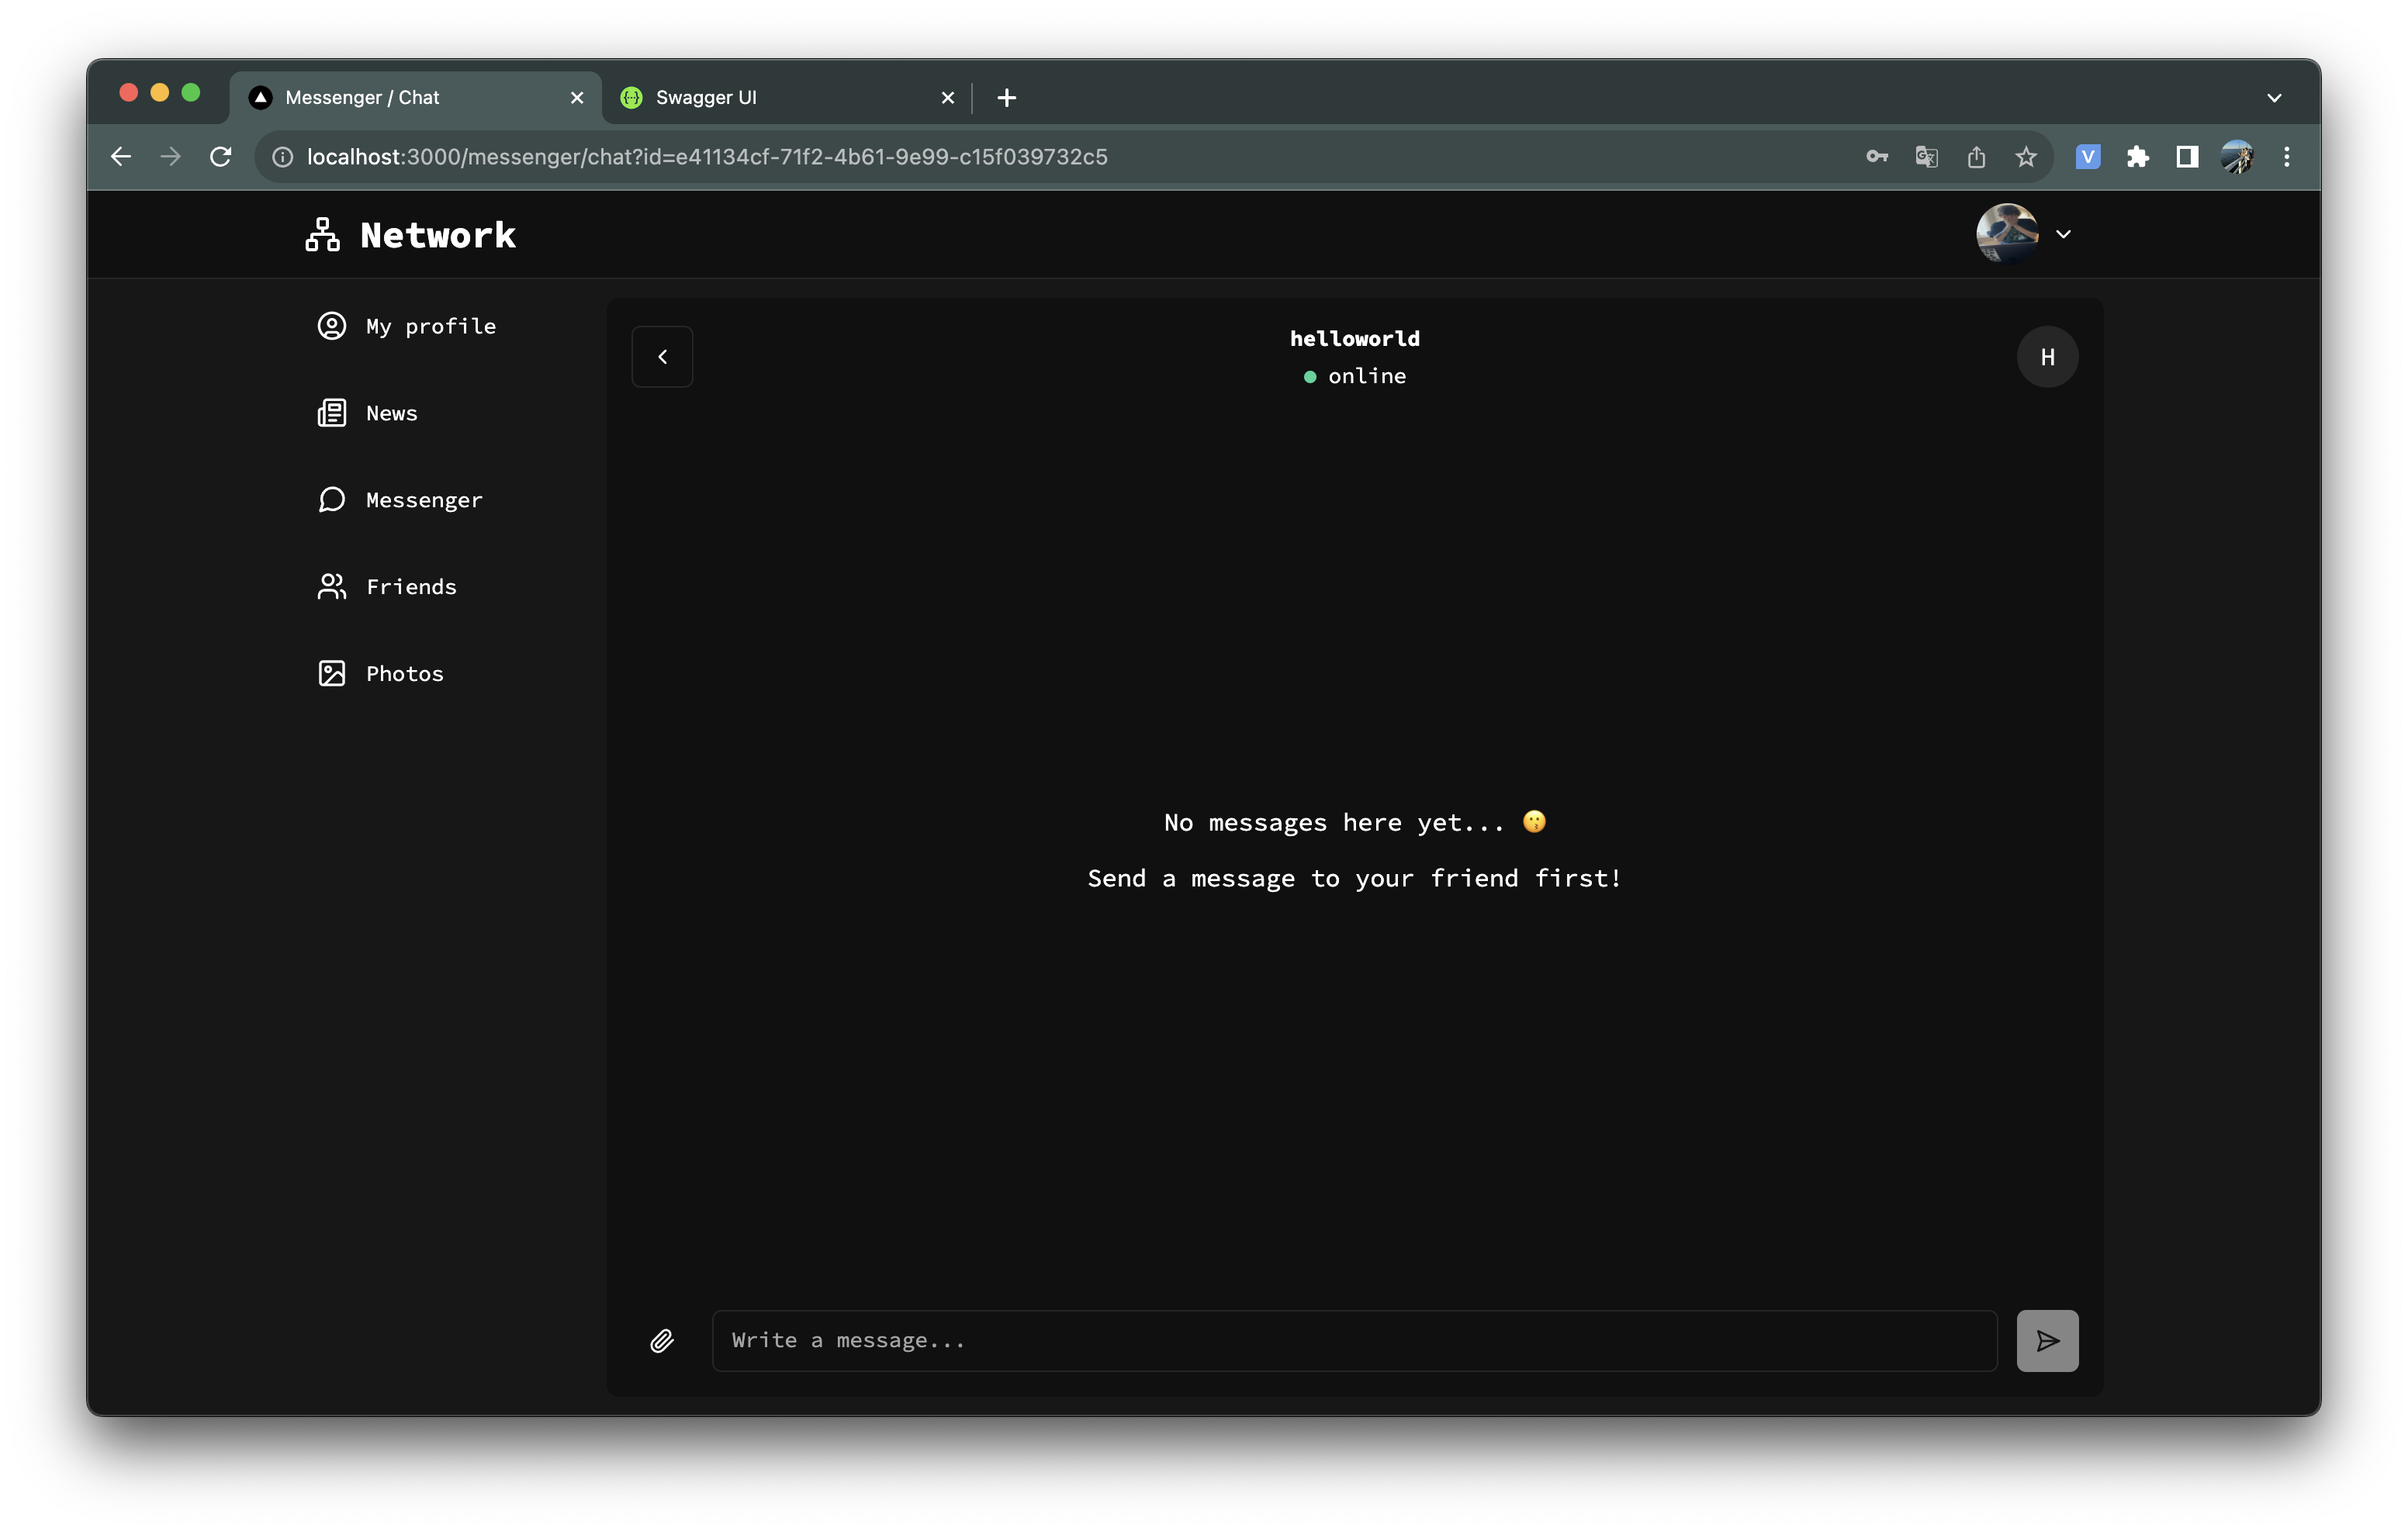 Messenger / Chat
Swagger UI
localhost:3000/messenger/chat?id=e41134cf-71f2-4b61-9e99-c15f039732c5
V
Network
My profile
News
Messenger
Friends
Photos
helloworld
online
H
No messages here yet... 😗
Send a message to your friend first!
Write a message...